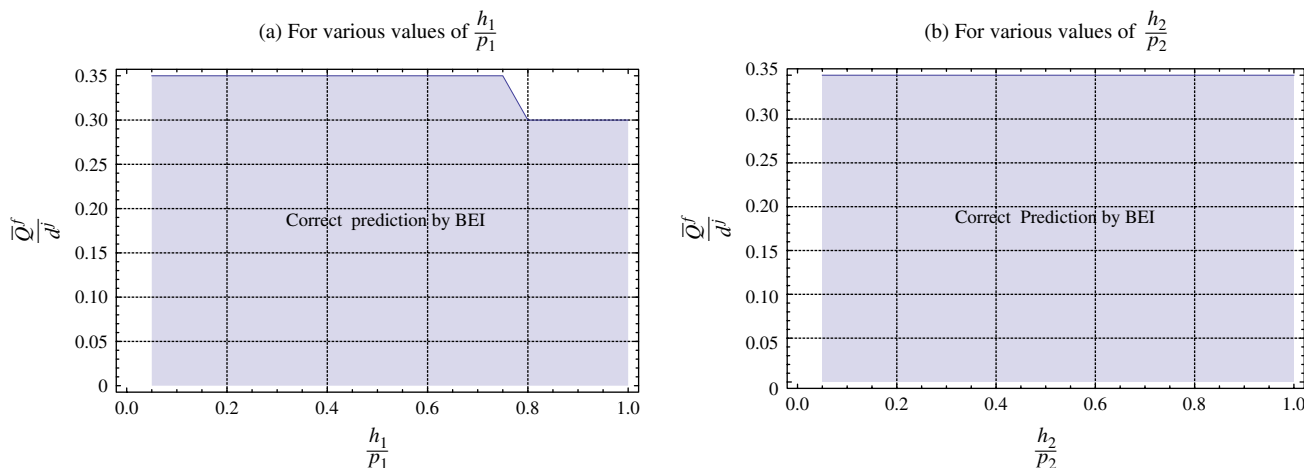 (a) For various values of h1/p1
0.35
0.30
0.25
0.20
0.15
0.10
0.05
0
Q̅^f/d^j
Correct prediction by BEI
0.0 0.2 0.4 0.6 0.8 1.0
h1/p1
(b) For various values of h2/p2
0.35
0.30
0.25
0.20
0.15
0.10
0.05
0
Q̅^f/d^j
Correct Prediction by BEI
0.0 0.2 0.4 0.6 0.8 1.0
h2/p2